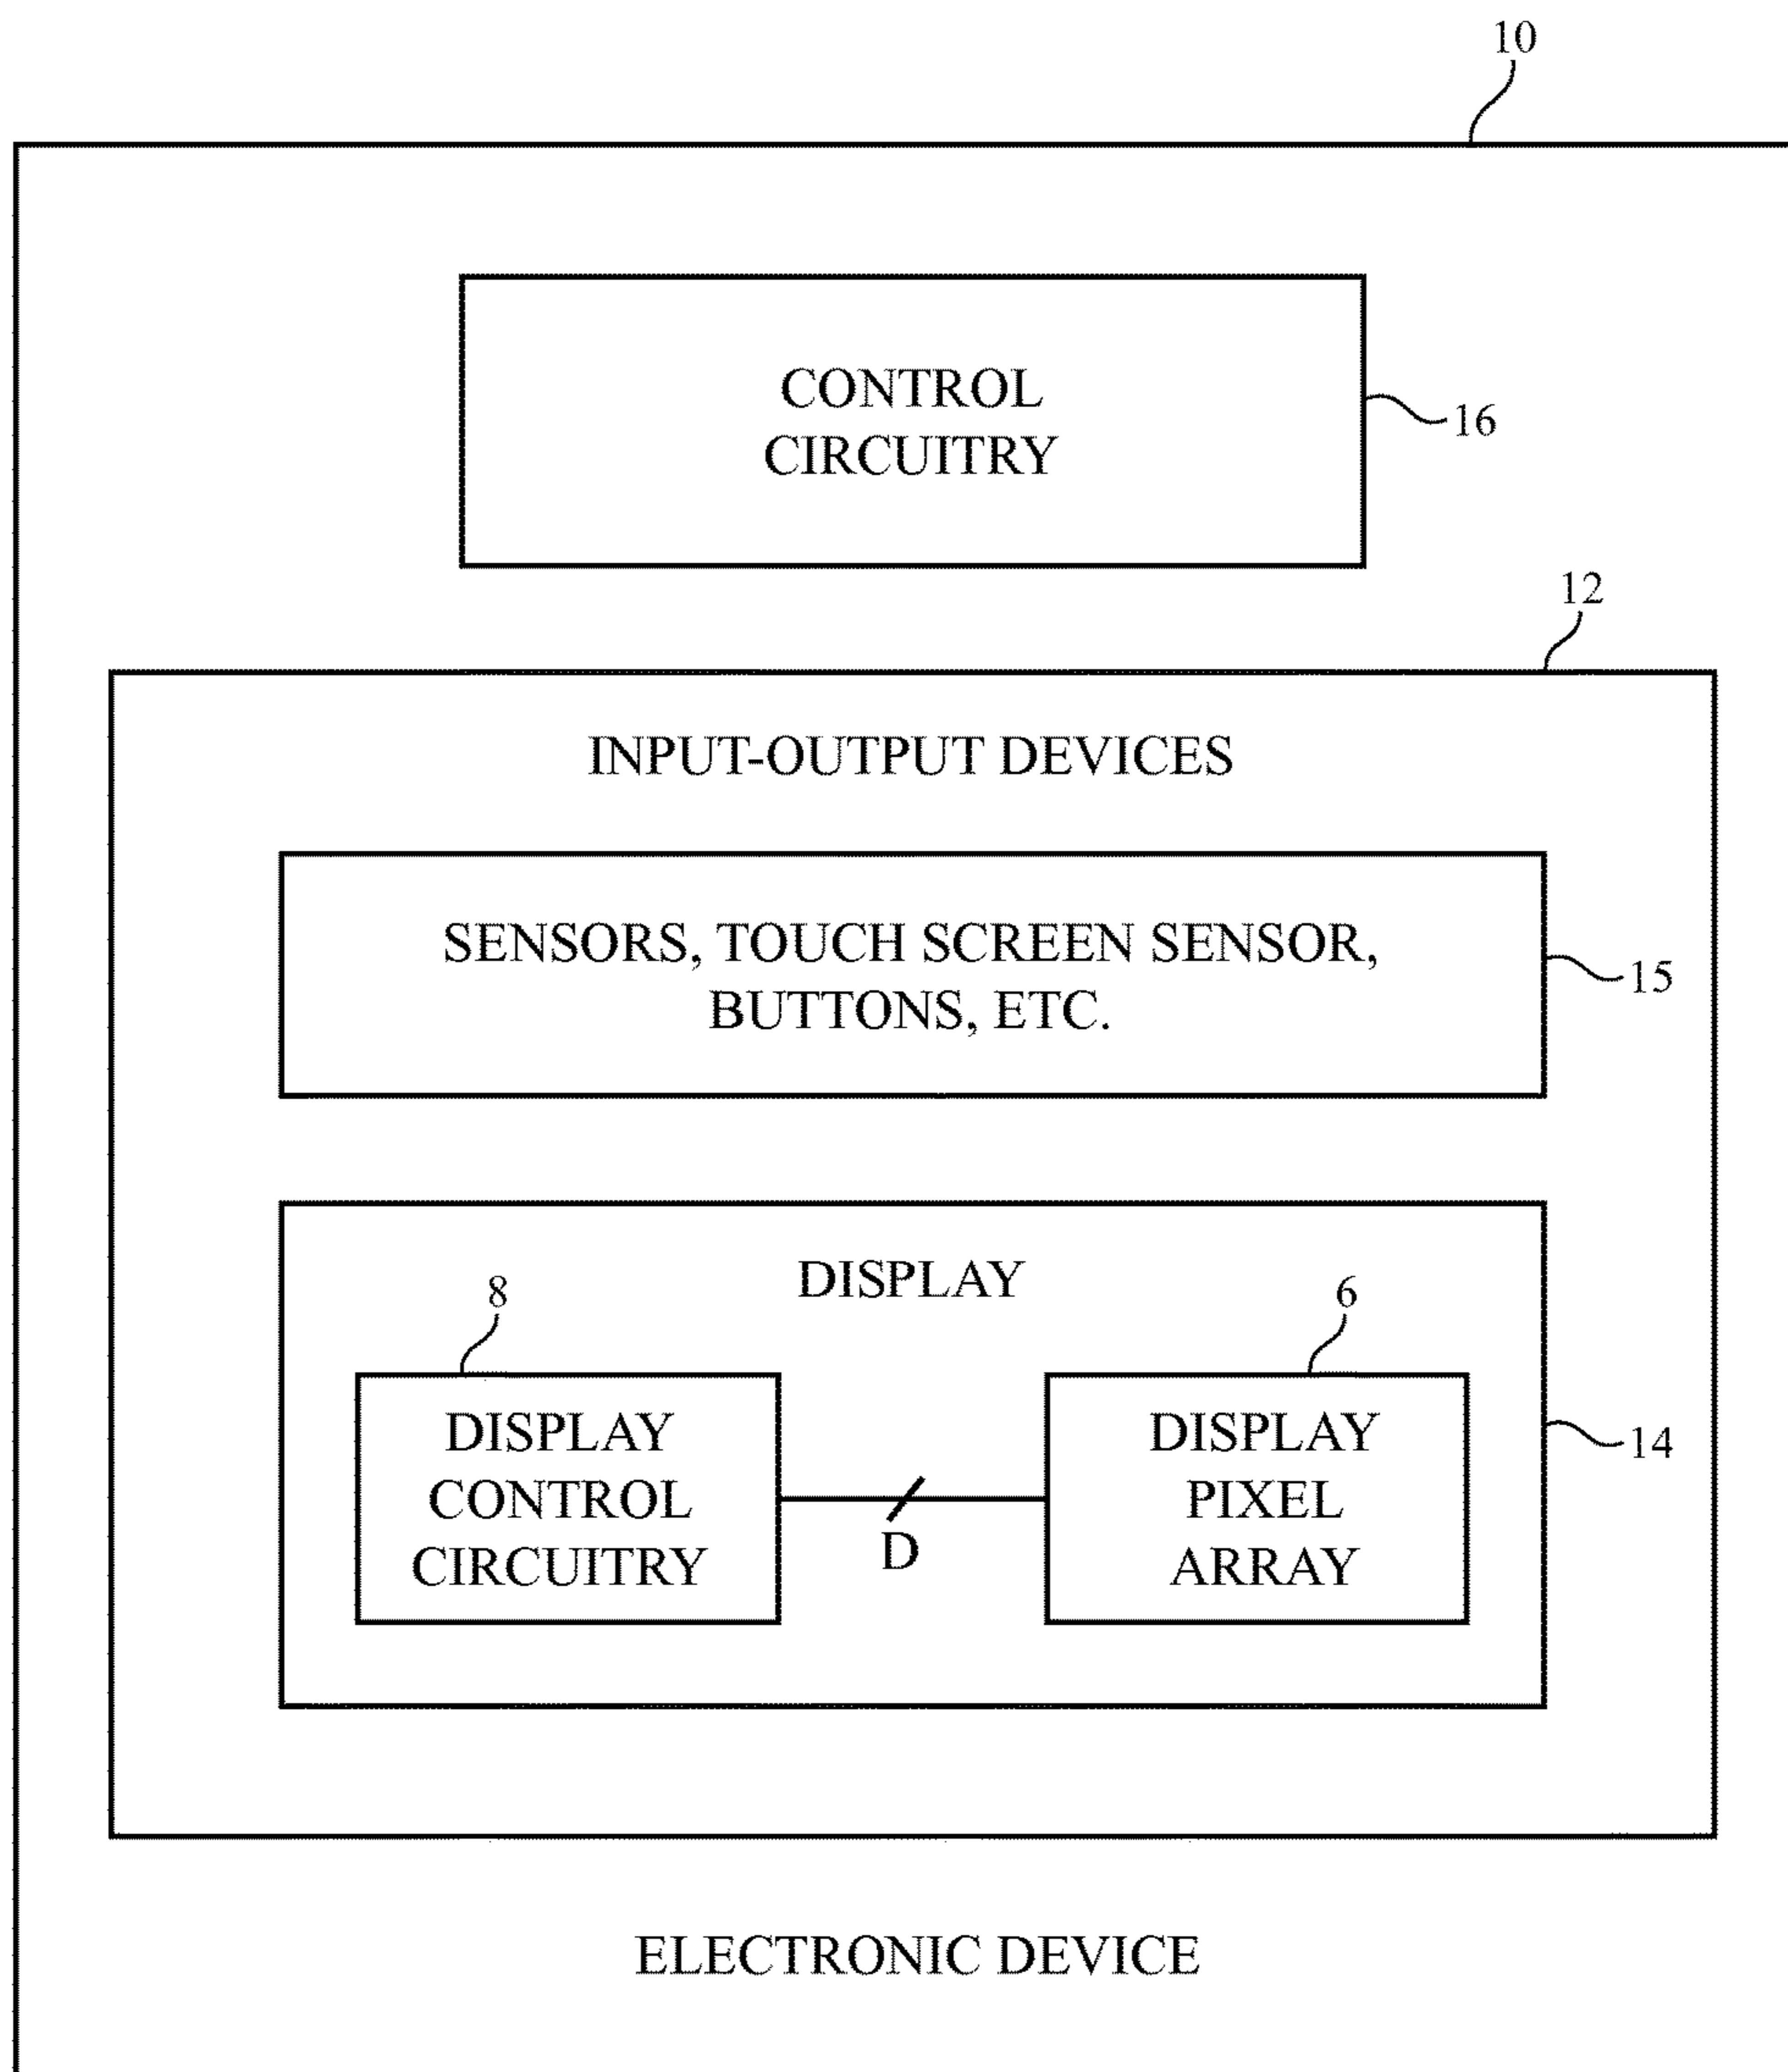 10
CONTROL
CIRCUITRY
16
12
INPUT-OUTPUT DEVICES
SENSORS, TOUCH SCREEN SENSOR,
BUTTONS, ETC.
15
DISPLAY
8
6
DISPLAY
CONTROL
CIRCUITRY
D
DISPLAY
PIXEL
ARRAY
14
ELECTRONIC DEVICE